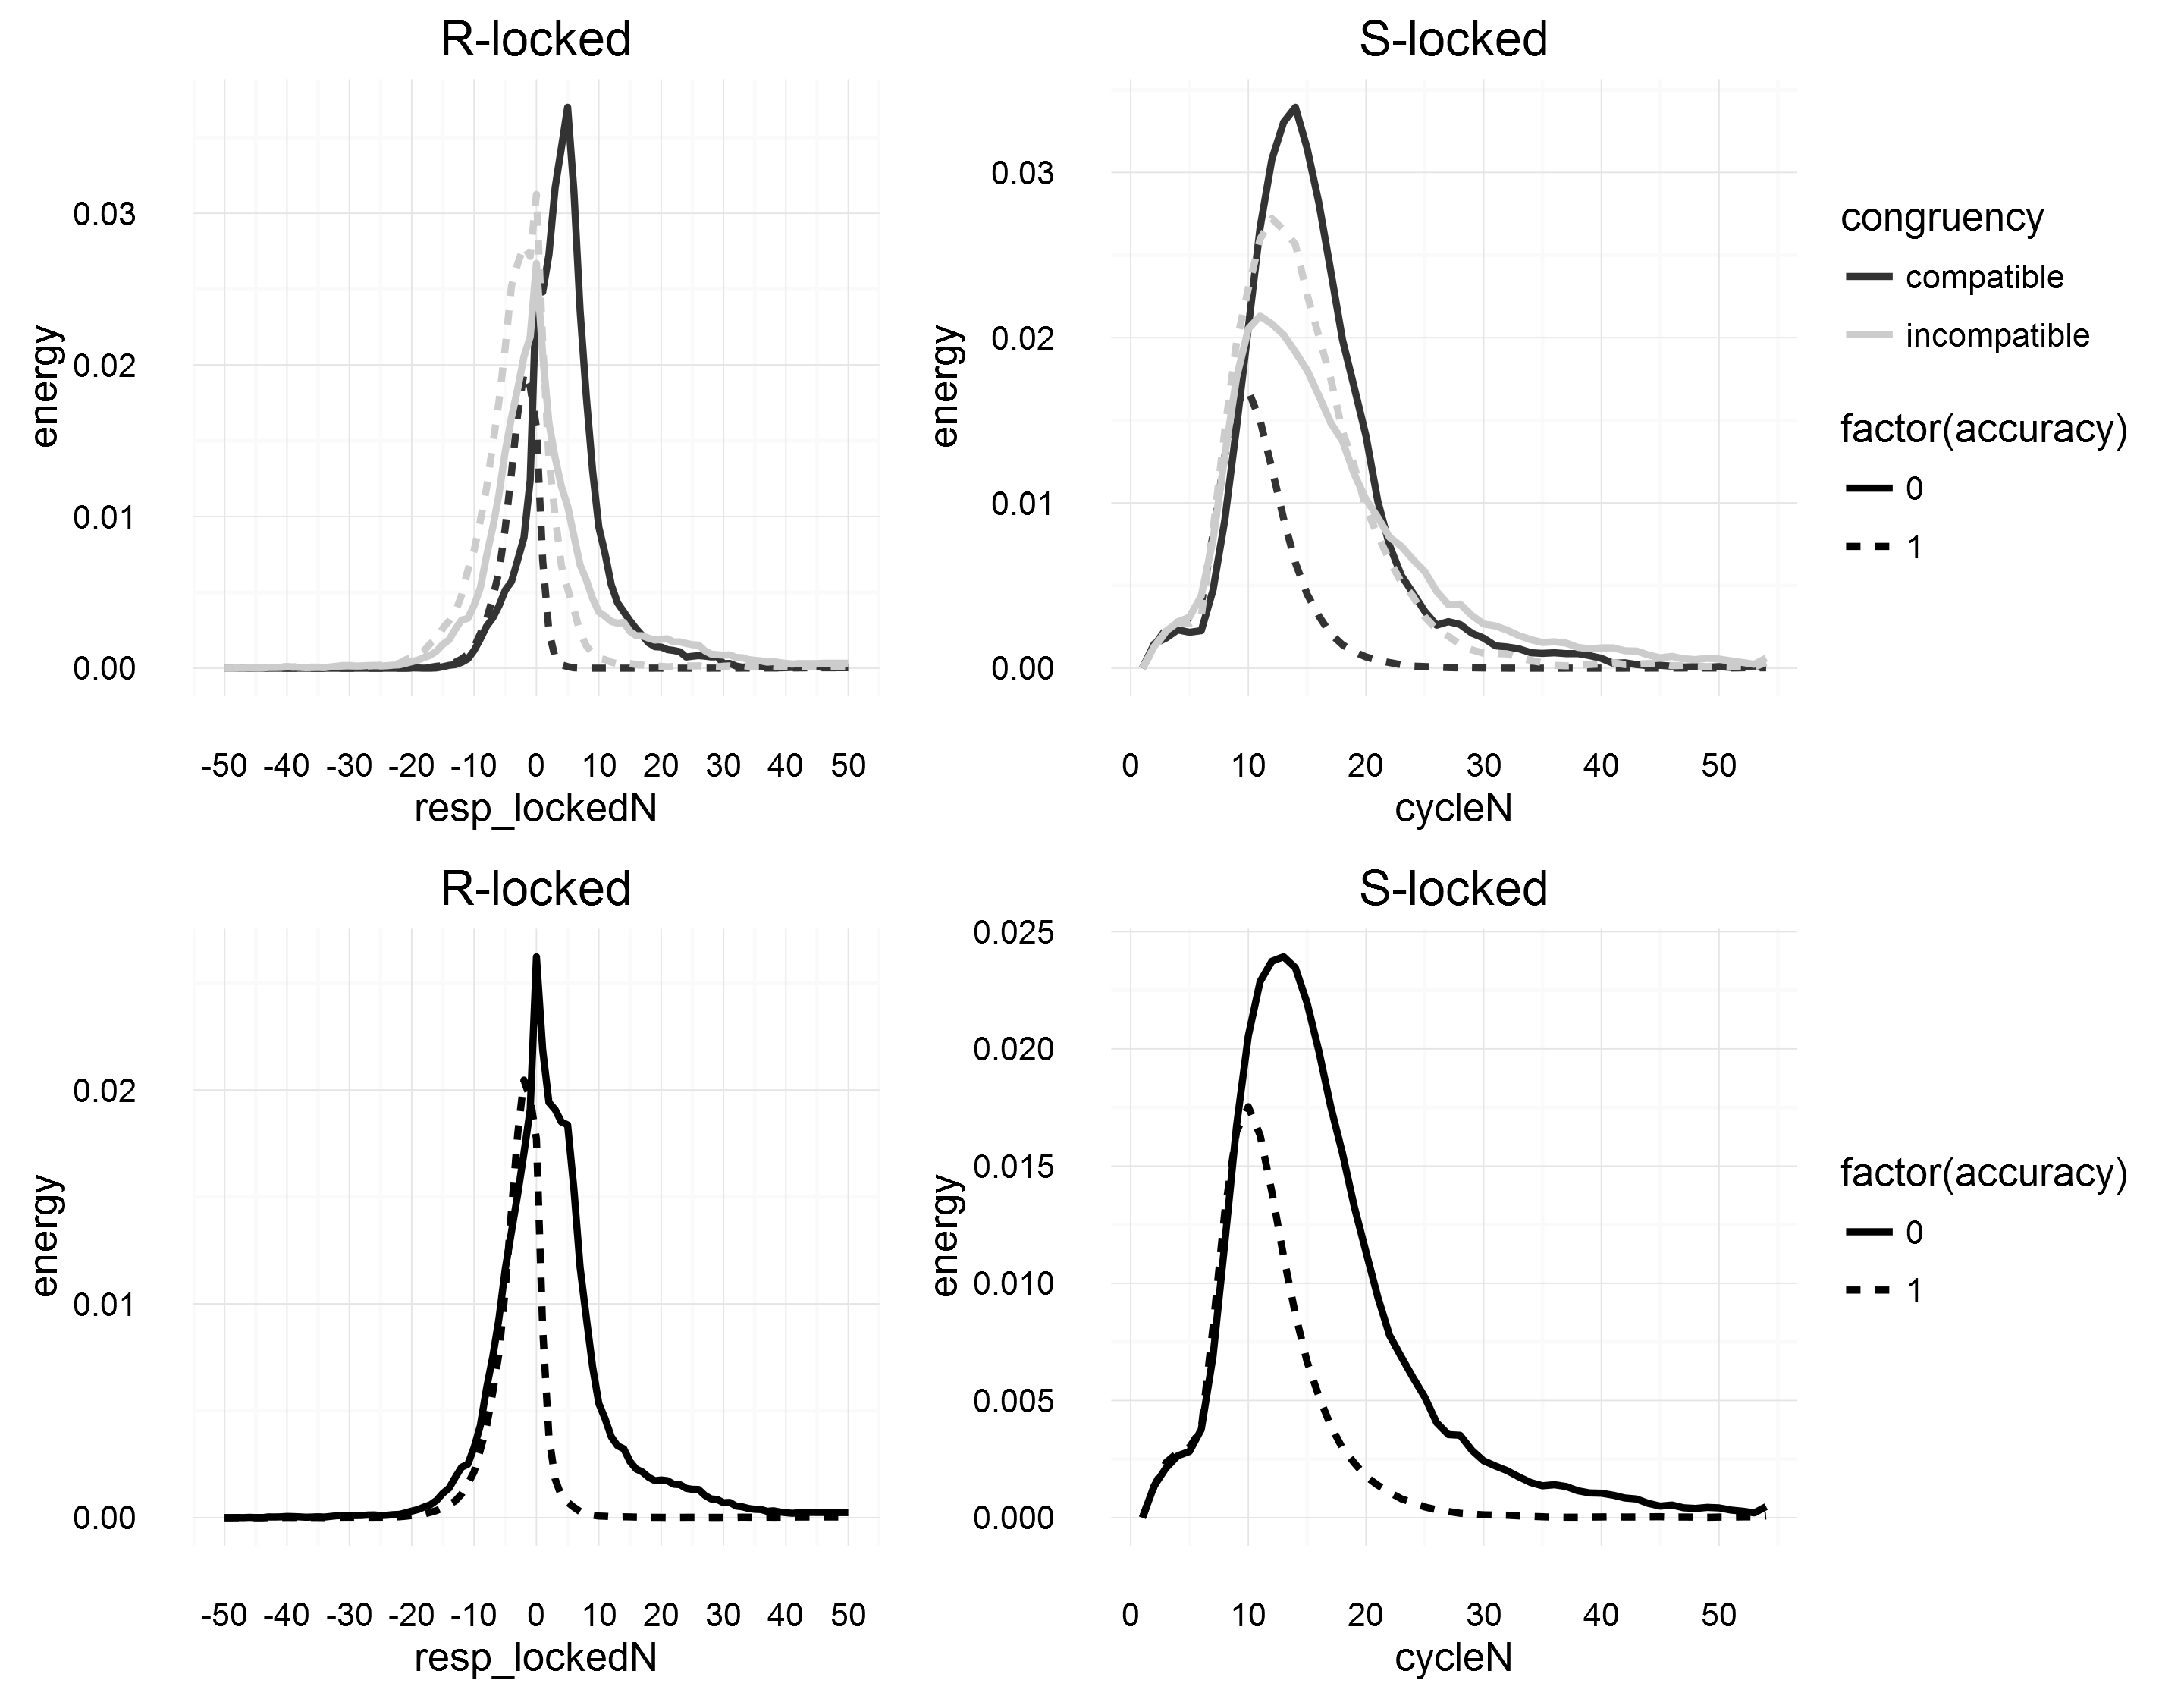 R-locked
S-locked
0.03
0.02
0.01
0.00
energy
-50 -40 -30 -20 -10 0 10 20 30 40 50
resp_lockedN
0.03
0.02
0.01
0.00
energy
0 10 20 30 40 50
cycleN
congruency
compatible
incompatible
factor(accuracy)
0
1
R-locked
S-locked
0.02
0.01
0.00
energy
-50 -40 -30 -20 -10 0 10 20 30 40 50
resp_lockedN
0.025
0.020
0.015
0.010
0.005
0.000
energy
0 10 20 30 40 50
cycleN
factor(accuracy)
0
1